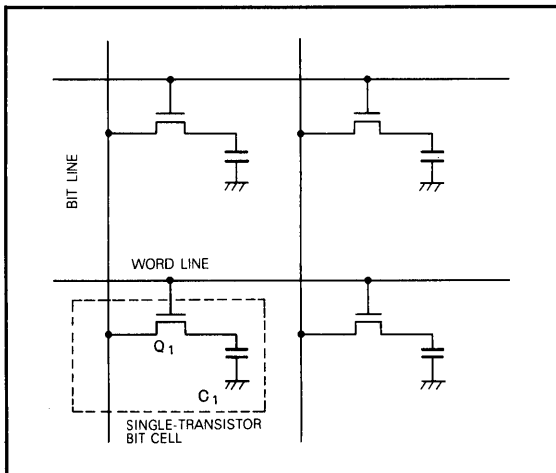 BIT LINE
WORD LINE
Q1
C1
SINGLE-TRANSISTOR
BIT CELL